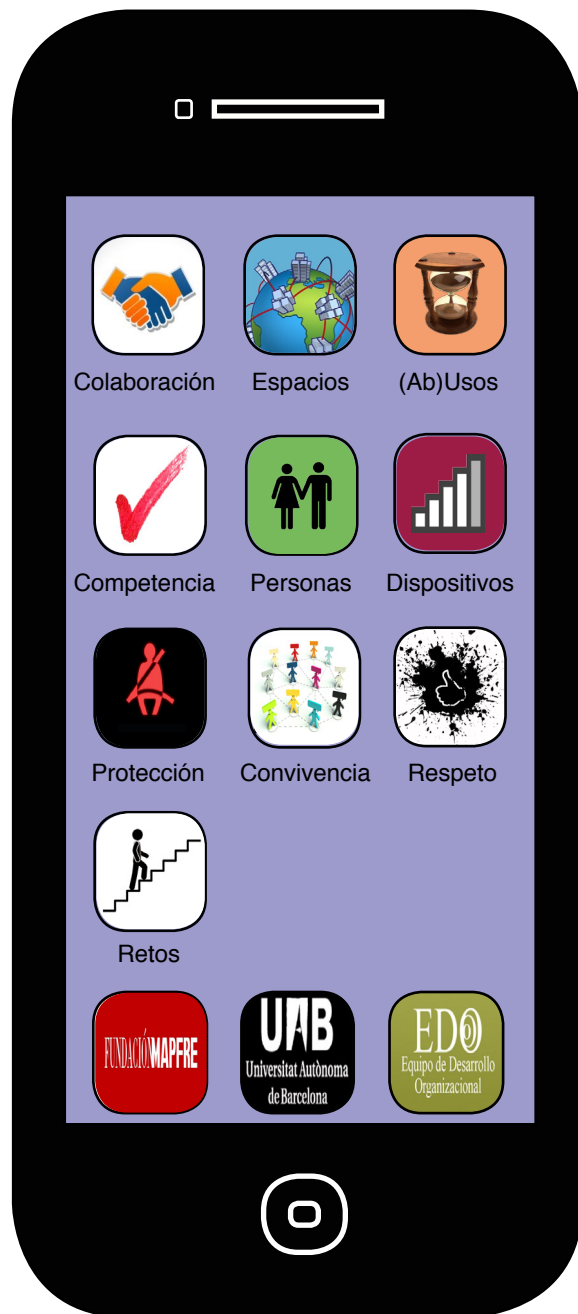 Colaboración
Espacios
(Ab)Usos
Competencia
Personas
Dispositivos
Protección
Convivencia
Respeto
Retos
FUNDACIÓNMAPFRE
UAB
Universitat Autònoma
de Barcelona
EDO
Equipo de Desarrollo
Organizacional